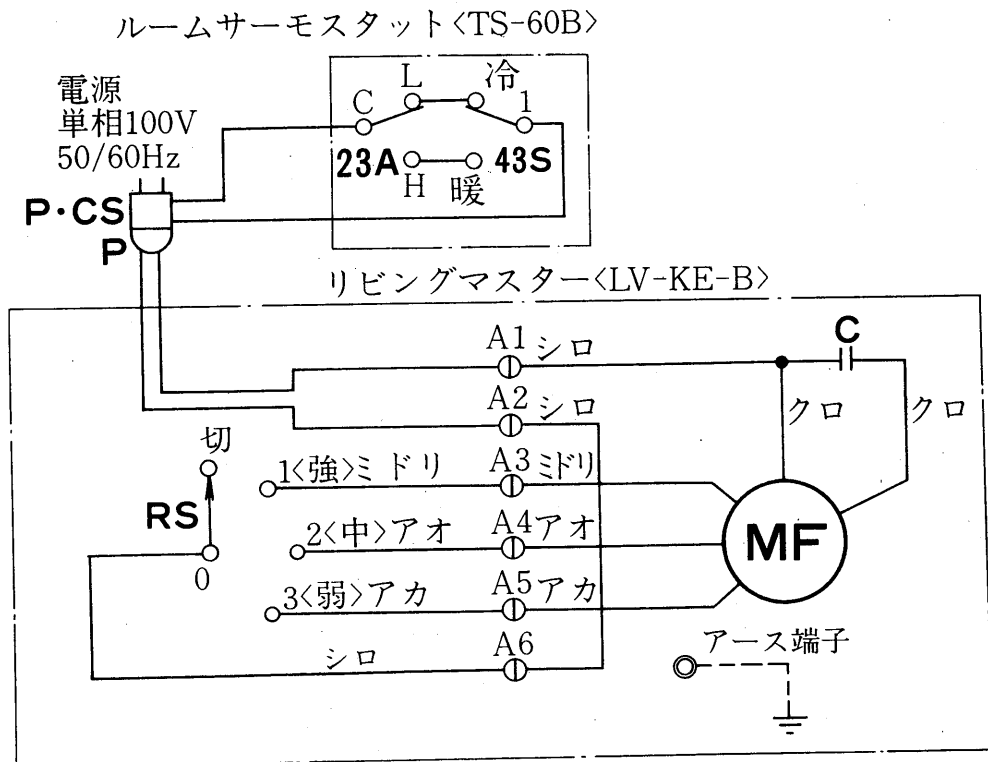 ルームサーモスタット<TS-60B>
電源
単相100V
50/60Hz
L
冷
C
1
23A
43S
H
暖
P・CS
P
リビングマスター<LV-KE-B>
A1
シロ
C
クロ
クロ
A2
シロ
切
1<強>ミドリ
A3
ミドリ
RS
2<中>アオ
A4
アオ
MF
0
3<弱>アカ
A5
アカ
シロ
A6
アース端子